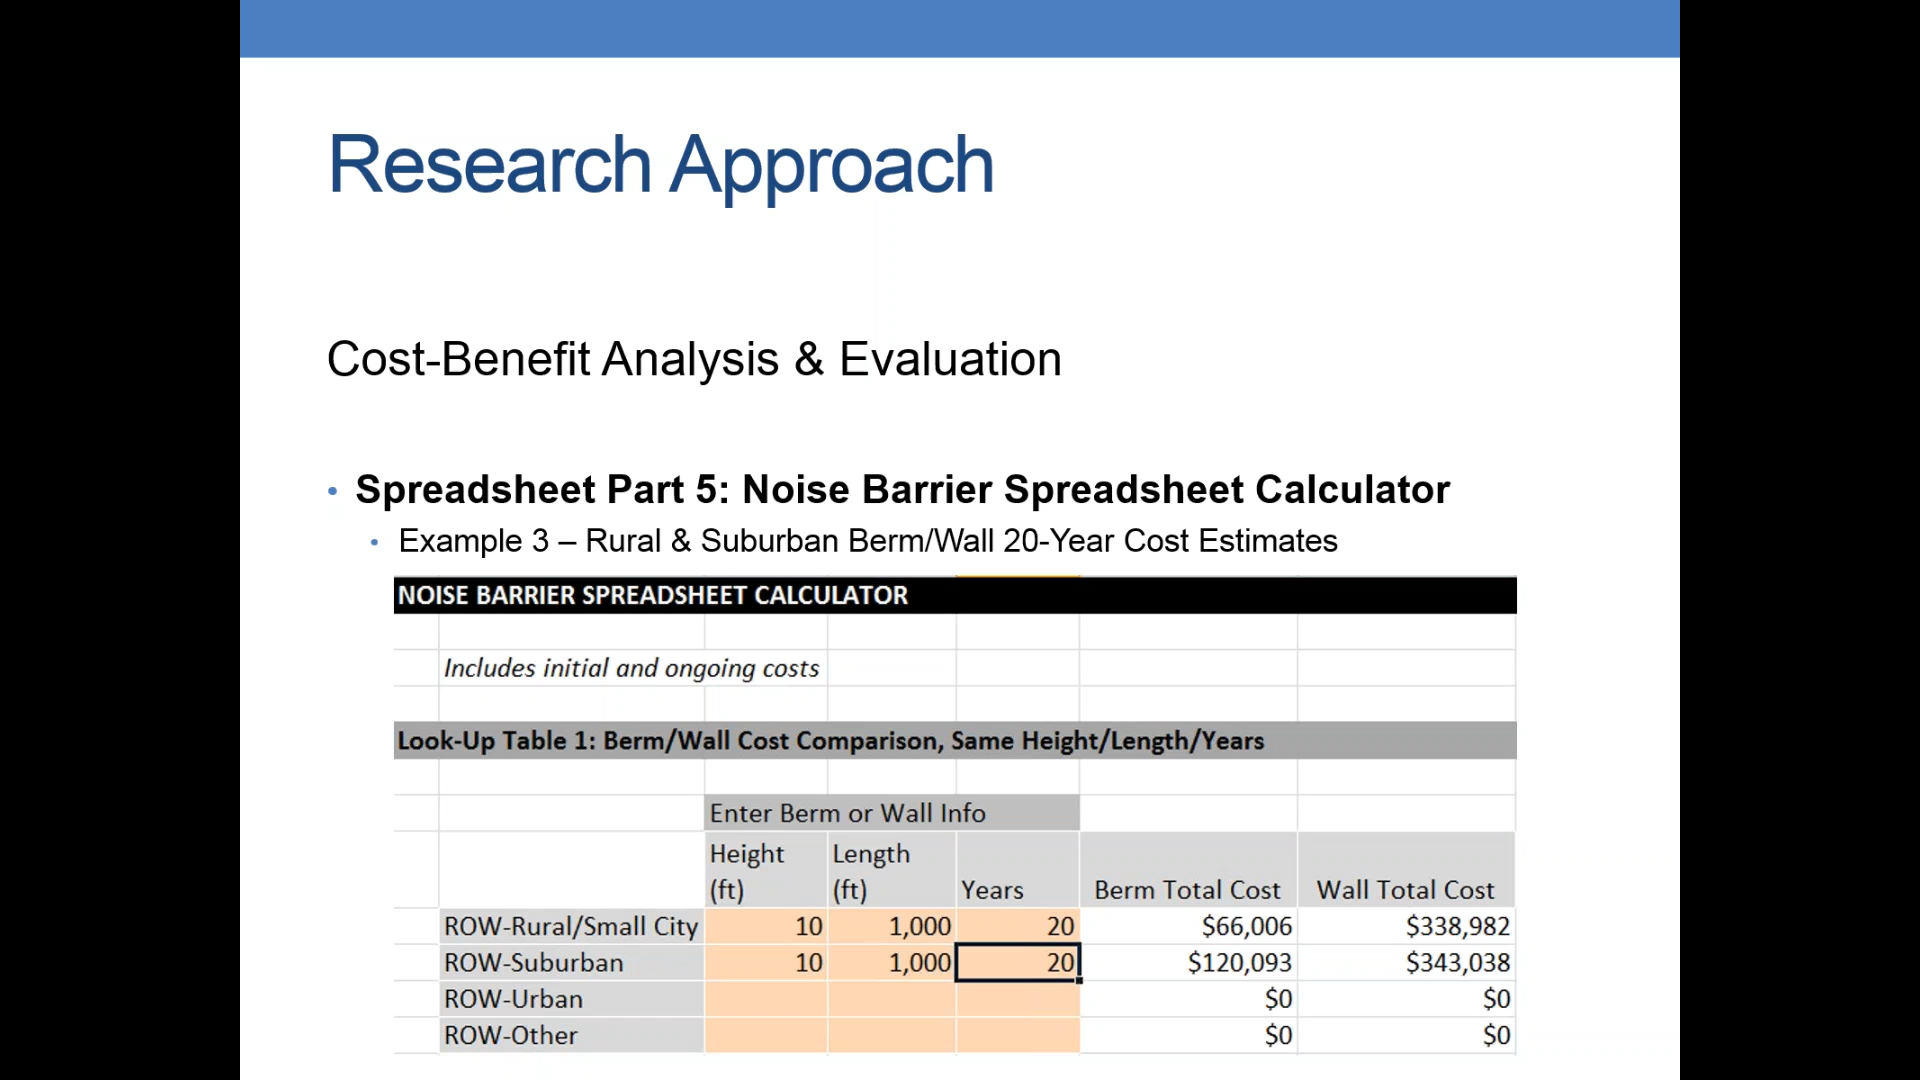 Research Approach
Cost-Benefit Analysis & Evaluation
• Spreadsheet Part 5: Noise Barrier Spreadsheet Calculator
• Example 3 – Rural & Suburban Berm/Wall 20-Year Cost Estimates
NOISE BARRIER SPREADSHEET CALCULATOR
Includes initial and ongoing costs
Look-Up Table 1: Berm/Wall Cost Comparison, Same Height/Length/Years
Enter Berm or Wall Info
Height (ft) Length (ft) Years Berm Total Cost Wall Total Cost
ROW-Rural/Small City 10 1,000 20 $66,006 $338,982
ROW-Suburban 10 1,000 20 $120,093 $343,038
ROW-Urban $0 $0
ROW-Other $0 $0